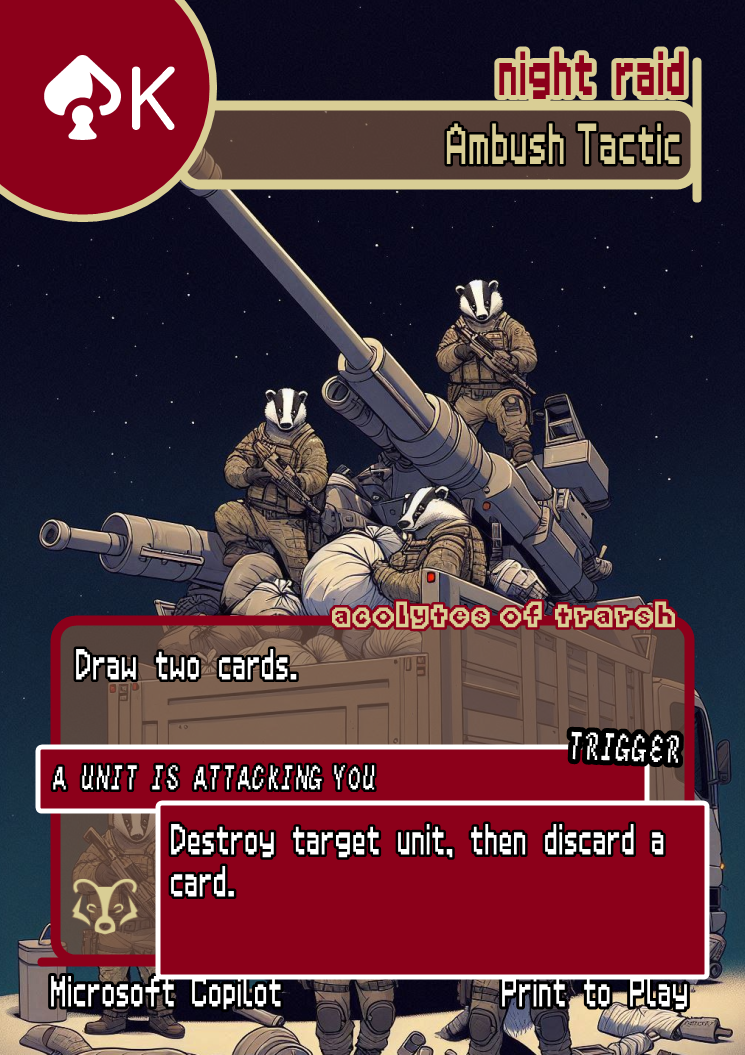 K
night raid
Ambush Tactic
acolytes of trarsh
Draw two cards.
TRIGGER
A UNIT IS ATTACKING YOU
Destroy target unit, then discard a
card.
Microsoft Copilot
Print to Play